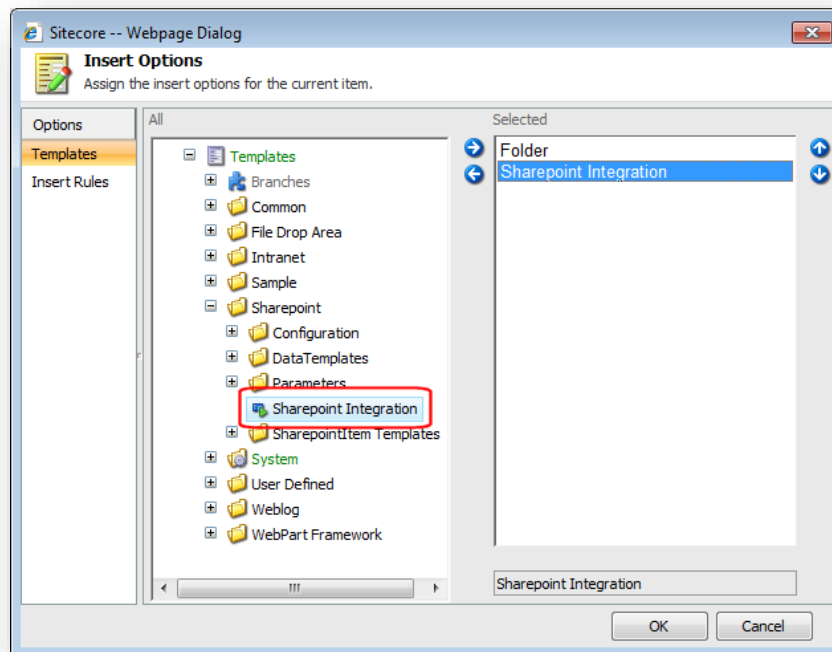 Sitecore -- Webpage Dialog
Insert Options
Assign the insert options for the current item.
Options
Templates
Insert Rules
All
Templates
Branches
Common
File Drop Area
Intranet
Sample
Sharepoint
Configuration
DataTemplates
Parameters
Sharepoint Integration
SharepointItem Templates
System
User Defined
Weblog
WebPart Framework
Selected
Folder
Sharepoint Integration
Sharepoint Integration
OK
Cancel